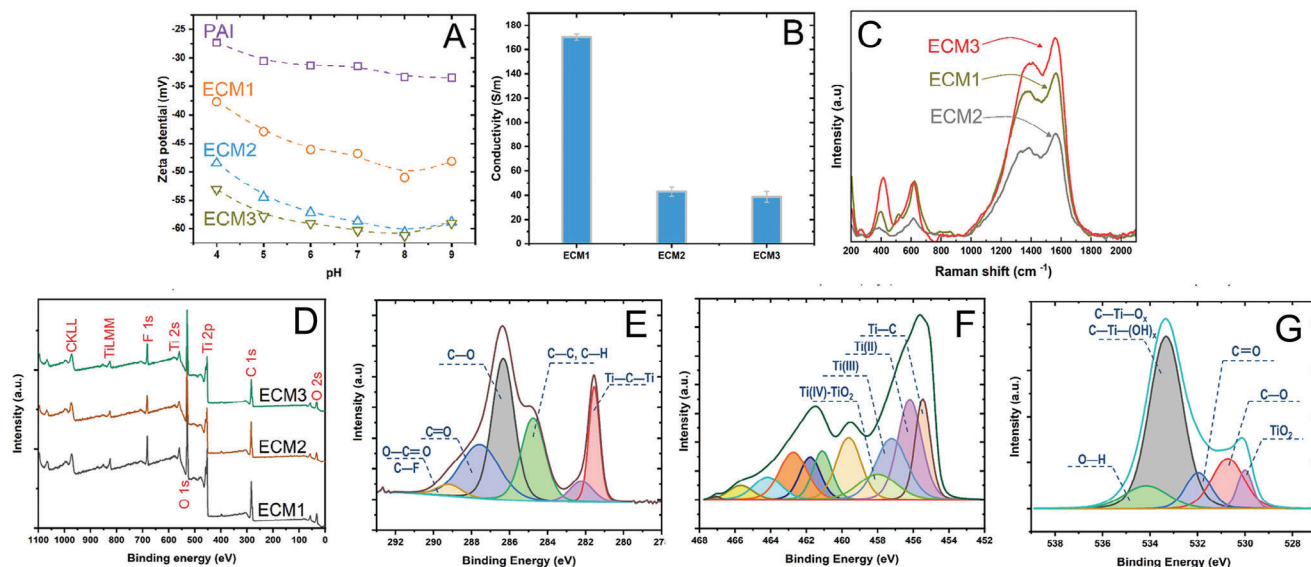 A
PAI
ECM1
ECM2
ECM3
-25
-30
-35
-40
-45
-50
-55
-60
Zeta potential (mV)
4 5 6 7 8 9
pH
B
180
160
140
120
100
80
60
40
20
0
Conductivity (S/m)
ECM1 ECM2 ECM3
C
ECM3
ECM1
ECM2
Intensity (a.u)
200 400 600 800 1000 1200 1400 1600 1800 2000
Raman shift (cm⁻¹)
D
CKLL
TiLMM
F 1s
Ti 2s
Ti 2p
C 1s
O 2s
O 1s
ECM3
ECM2
ECM1
Intensity (a.u.)
1100 1000 900 800 700 600 500 400 300 200 100 0
Binding energy (eV)
E
C—O
C—C, C—H
Ti—C—Ti
C=O
O—C=O
C—F
292 290 288 286 284 282 280
Binding energy (eV)
F
Ti—C
Ti(II)
Ti(III)
Ti(IV)-TiO₂
468 466 464 462 460 458 456 454 452
Binding Energy (eV)
G
C—Ti—Oₓ
C—Ti—(OH)ₓ
C=O
C—O
TiO₂
O—H
538 536 534 532 530
Binding Energy (eV)